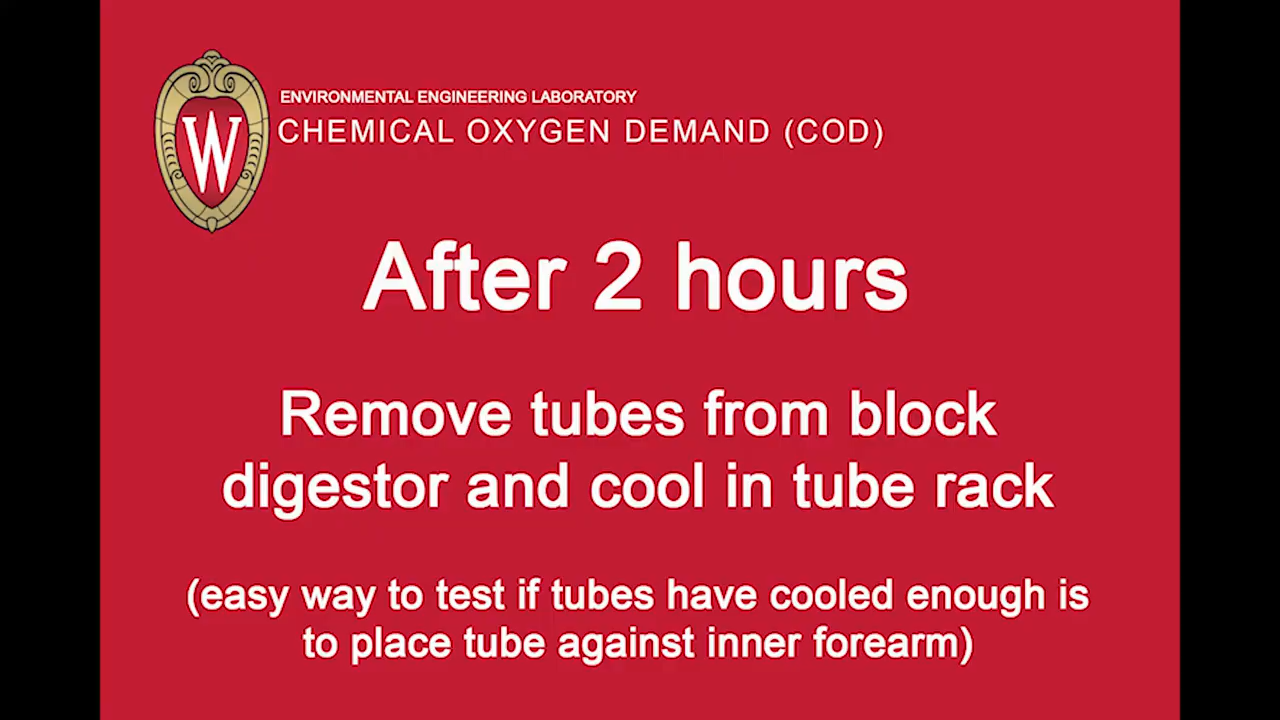 W
ENVIRONMENTAL ENGINEERING LABORATORY
CHEMICAL OXYGEN DEMAND (COD)
After 2 hours
Remove tubes from block
digestor and cool in tube rack
(easy way to test if tubes have cooled enough is
to place tube against inner forearm)